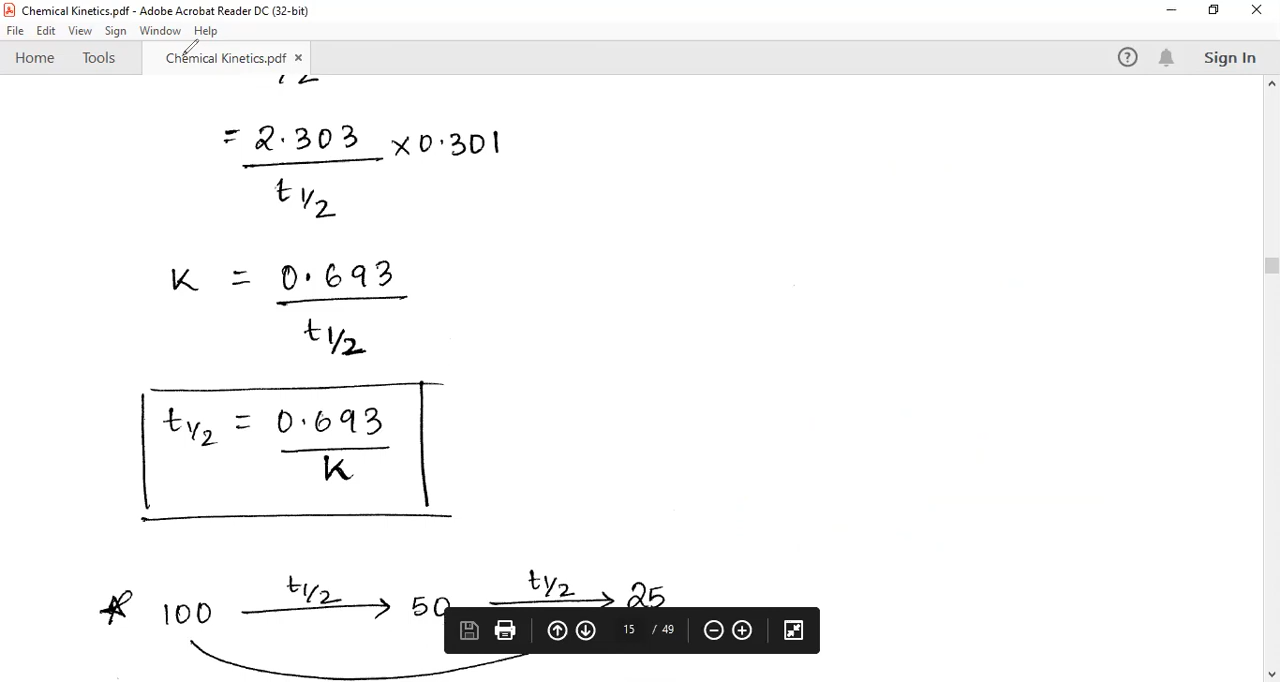 Chemical Kinetics.pdf - Adobe Acrobat Reader DC (32-bit)
File Edit View Sign Window Help
Home Tools Chemical Kinetics.pdf × Sign In
= 2.303 / t1/2 × 0.301
K = 0.693 / t1/2
t1/2 = 0.693 / K
100 t1/2 → 50 t1/2 → 25
15 / 49